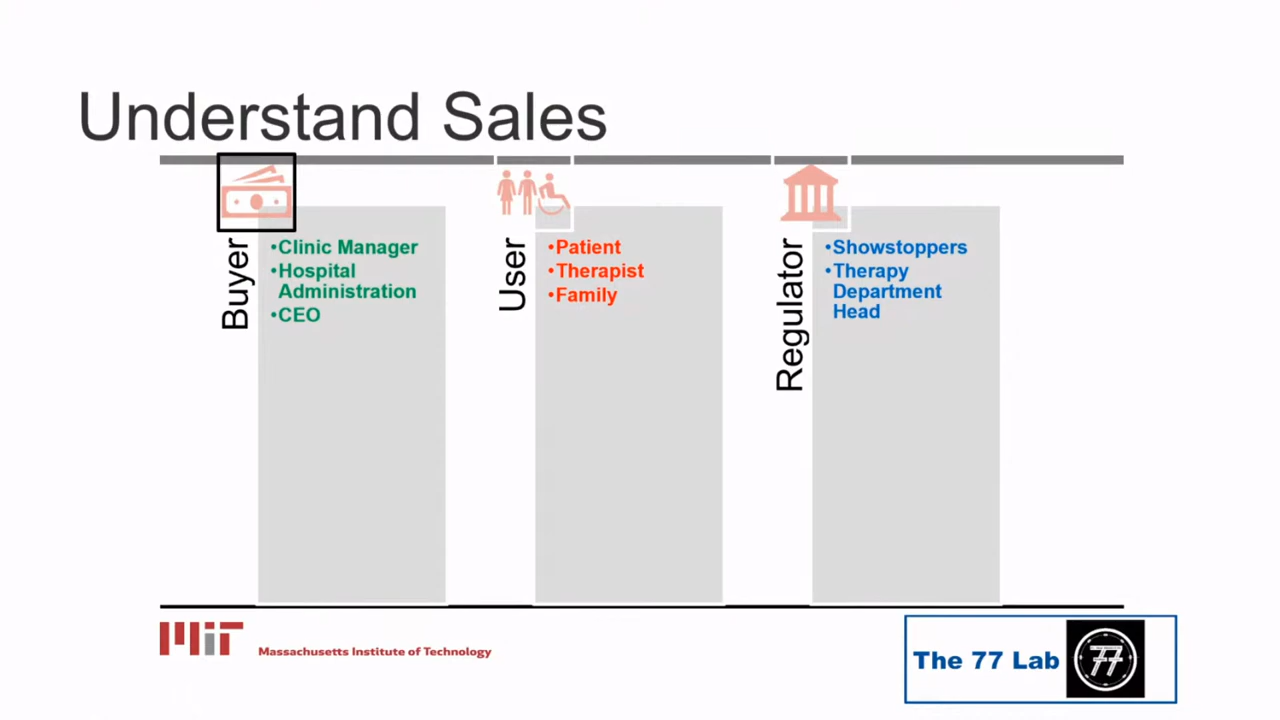 Understand Sales
Buyer
•Clinic Manager
•Hospital
Administration
•CEO
User
•Patient
•Therapist
•Family
Regulator
•Showstoppers
•Therapy
Department
Head
MIT
Massachusetts Institute of Technology
The 77 Lab
77